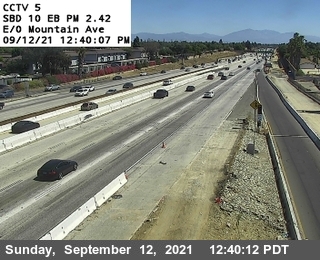 CCTV 5
SBD 10 EB PM 2.42
E/O Mountain Ave
09/12/21 12:40:07 PM
Sunday, September 12, 2021 12:40:12 PDT